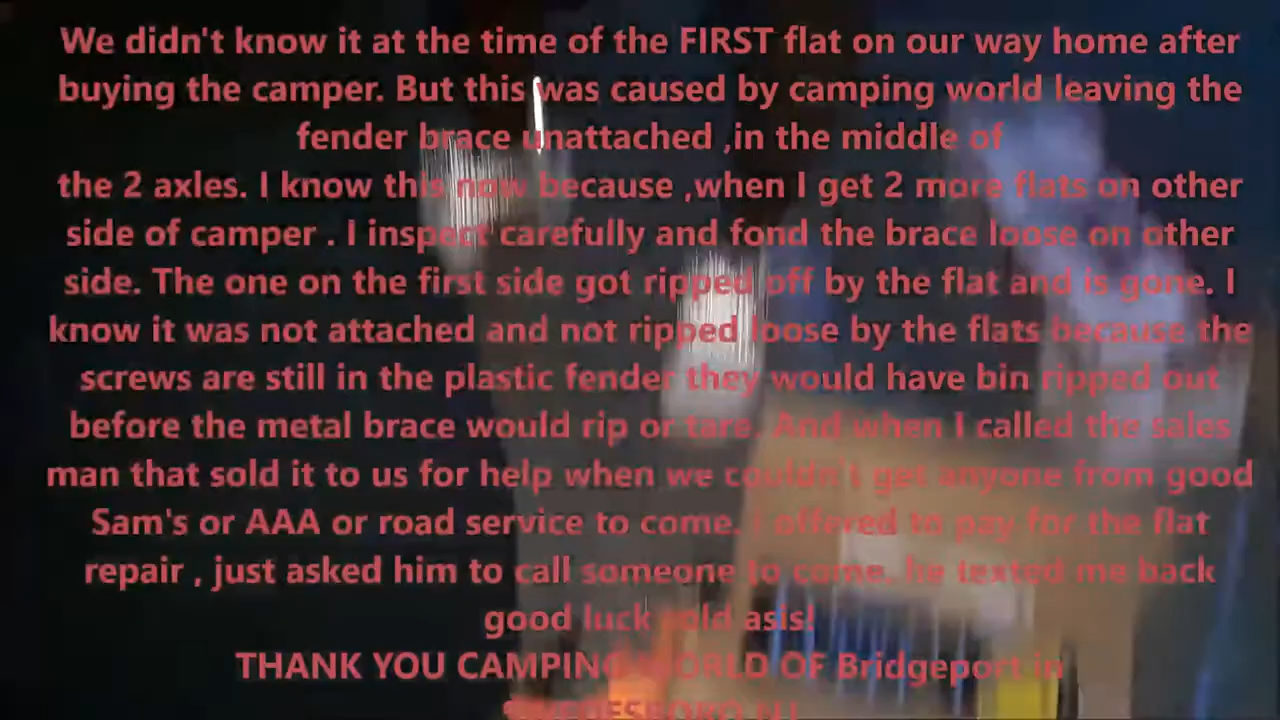 We didn't know it at the time of the FIRST flat on our way home after
buying the camper. But this was caused by camping world leaving the
fender brace unattached ,in the middle of
the 2 axles. I know this now because ,when I get 2 more flats on other
side of camper . I inspect carefully and fond the brace loose on other
side. The one on the first side got ripped off by the flat and is gone. I
know it was not attached and not ripped loose by the flats because the
screws are still in the plastic fender they would have bin ripped out
before the metal brace would rip or tare. And when I called the sales
man that sold it to us for help when we couldn't get anyone from good
Sam's or AAA or road service to come. I offered to pay for the flat
repair , just asked him to call someone to come. he texted me back
good luck sold asis!
THANK YOU CAMPING WORLD OF Bridgeport in
SWEDESBORO NJ